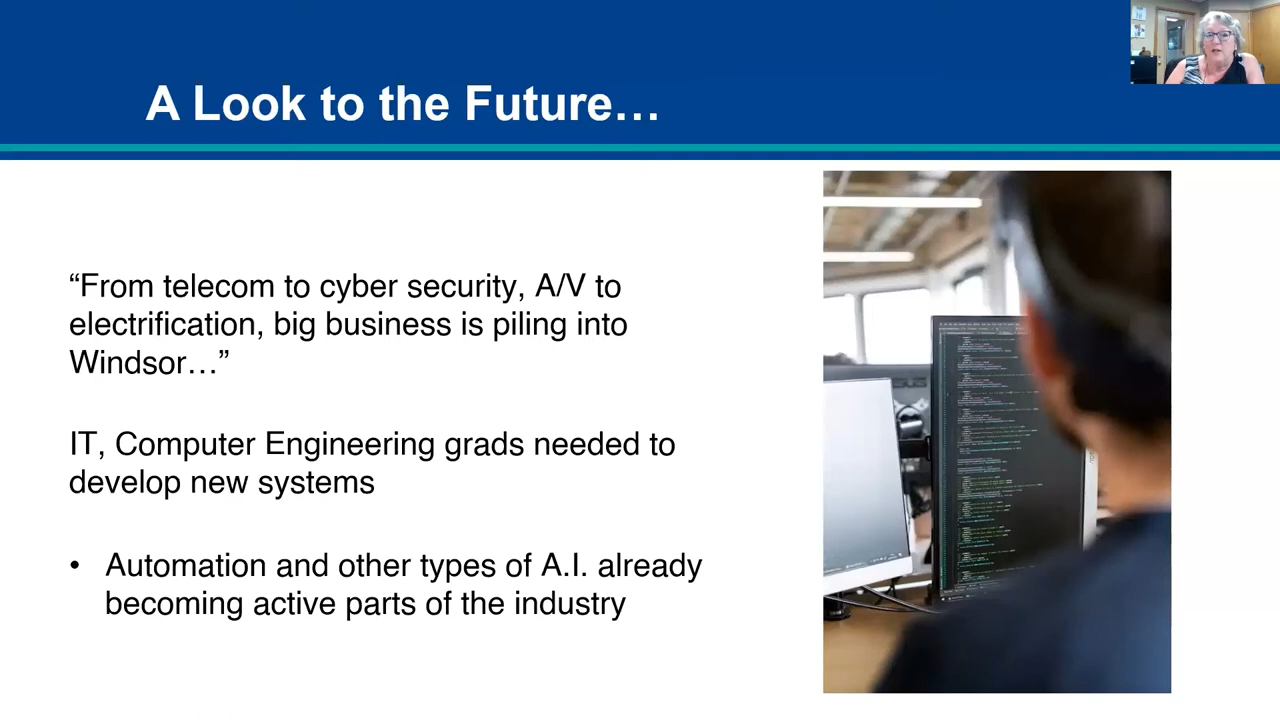 A Look to the Future…
“From telecom to cyber security, A/V to
electrification, big business is piling into
Windsor…”
IT, Computer Engineering grads needed to
develop new systems
• Automation and other types of A.I. already
becoming active parts of the industry